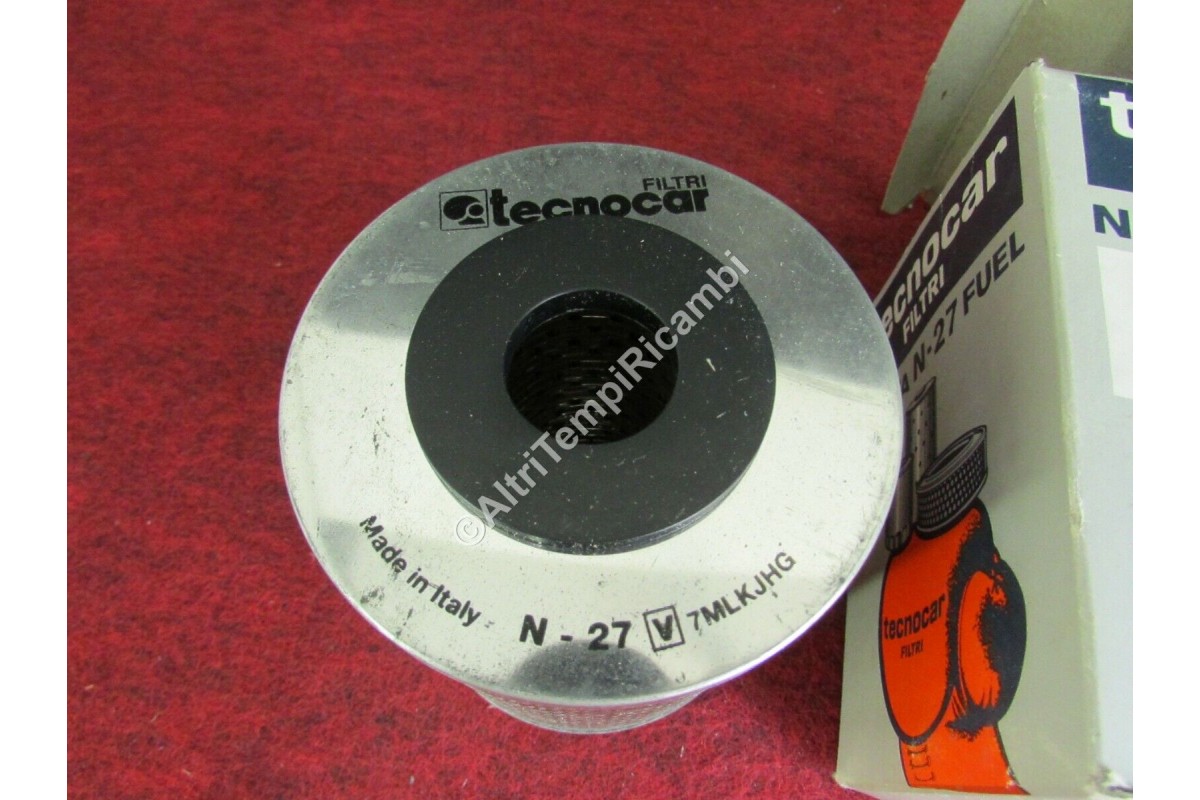 FILTRI
tecnocar
Made in Italy
N - 27 V 7MLKJHG
©AltriTempiRicambi
tecnocar
FILTRI
N-27 FUEL
tecnocar
FILTRI
t
N